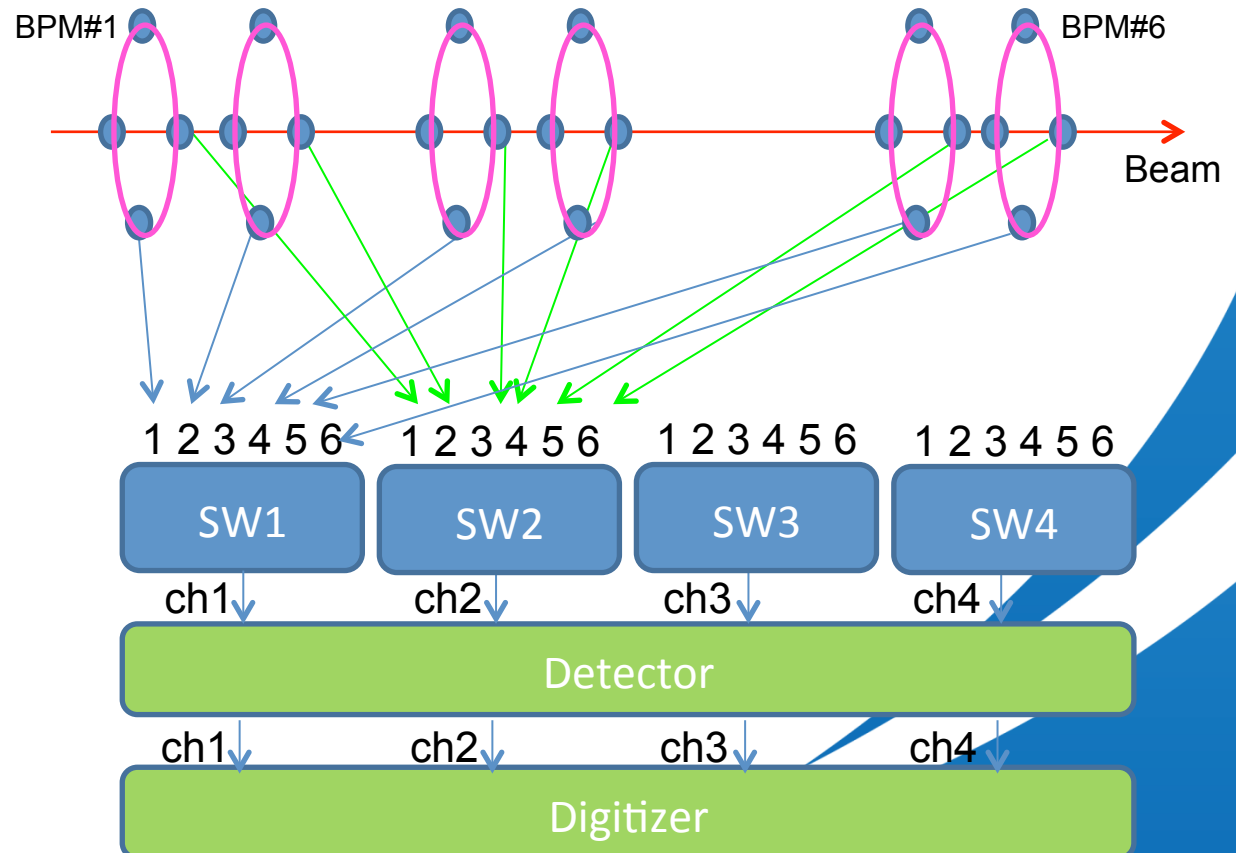 BPM#1
BPM#6
Beam
1 2 3 4 5 6
1 2 3 4 5 6
1 2 3 4 5 6
1 2 3 4 5 6
SW1
SW2
SW3
SW4
ch1
ch2
ch3
ch4
Detector
ch1
ch2
ch3
ch4
Digitizer